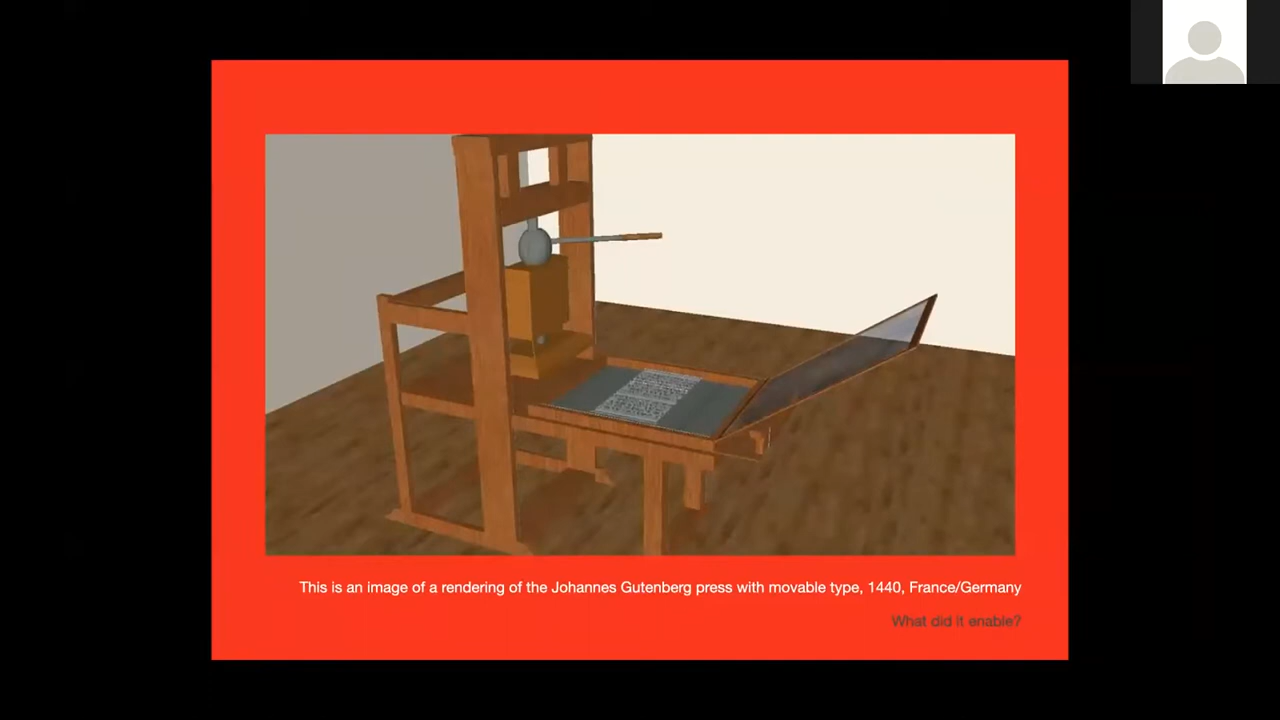 This is an image of a rendering of the Johannes Gutenberg press with movable type, 1440, France/Germany
What did it enable?